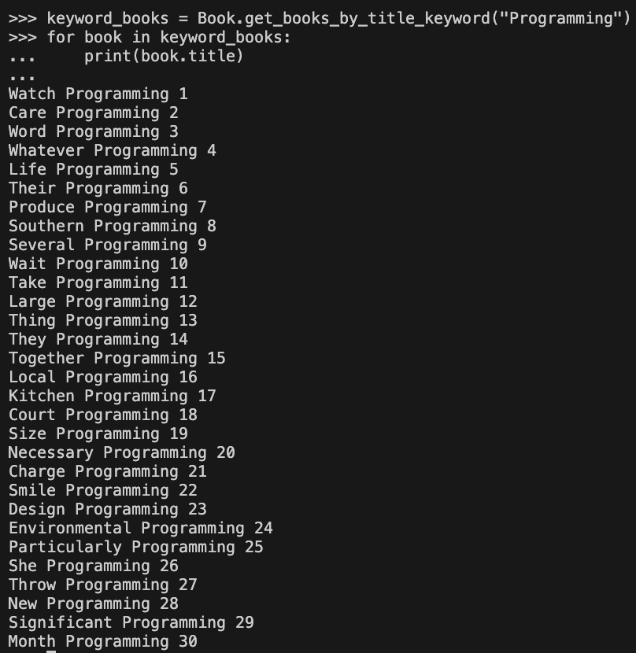 >>> keyword_books = Book.get_books_by_title_keyword("Programming")
>>> for book in keyword_books:
...     print(book.title)
...
Watch Programming 1
Care Programming 2
Word Programming 3
Whatever Programming 4
Life Programming 5
Their Programming 6
Produce Programming 7
Southern Programming 8
Several Programming 9
Wait Programming 10
Take Programming 11
Large Programming 12
Thing Programming 13
They Programming 14
Together Programming 15
Local Programming 16
Kitchen Programming 17
Court Programming 18
Size Programming 19
Necessary Programming 20
Charge Programming 21
Smile Programming 22
Design Programming 23
Environmental Programming 24
Particularly Programming 25
She Programming 26
Throw Programming 27
New Programming 28
Significant Programming 29
Month Programming 30